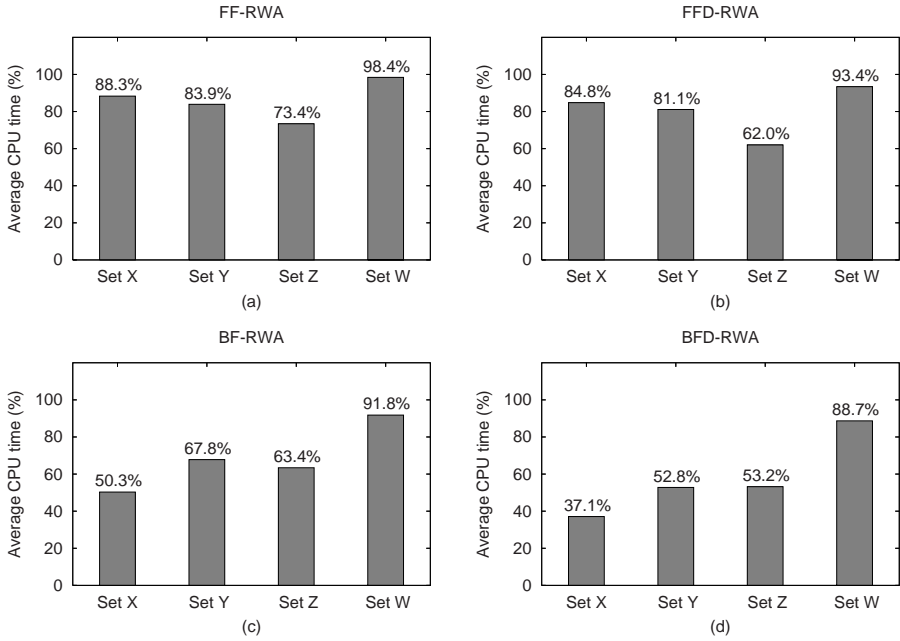 FF-RWA
Average CPU time (%)
100
80
60
40
20
0
88.3%
83.9%
73.4%
98.4%
Set X Set Y Set Z Set W
(a)
FFD-RWA
Average CPU time (%)
100
80
60
40
20
0
84.8%
81.1%
62.0%
93.4%
Set X Set Y Set Z Set W
(b)
BF-RWA
Average CPU time (%)
100
80
60
40
20
0
50.3%
67.8%
63.4%
91.8%
Set X Set Y Set Z Set W
(c)
BFD-RWA
Average CPU time (%)
100
80
60
40
20
0
37.1%
52.8%
53.2%
88.7%
Set X Set Y Set Z Set W
(d)